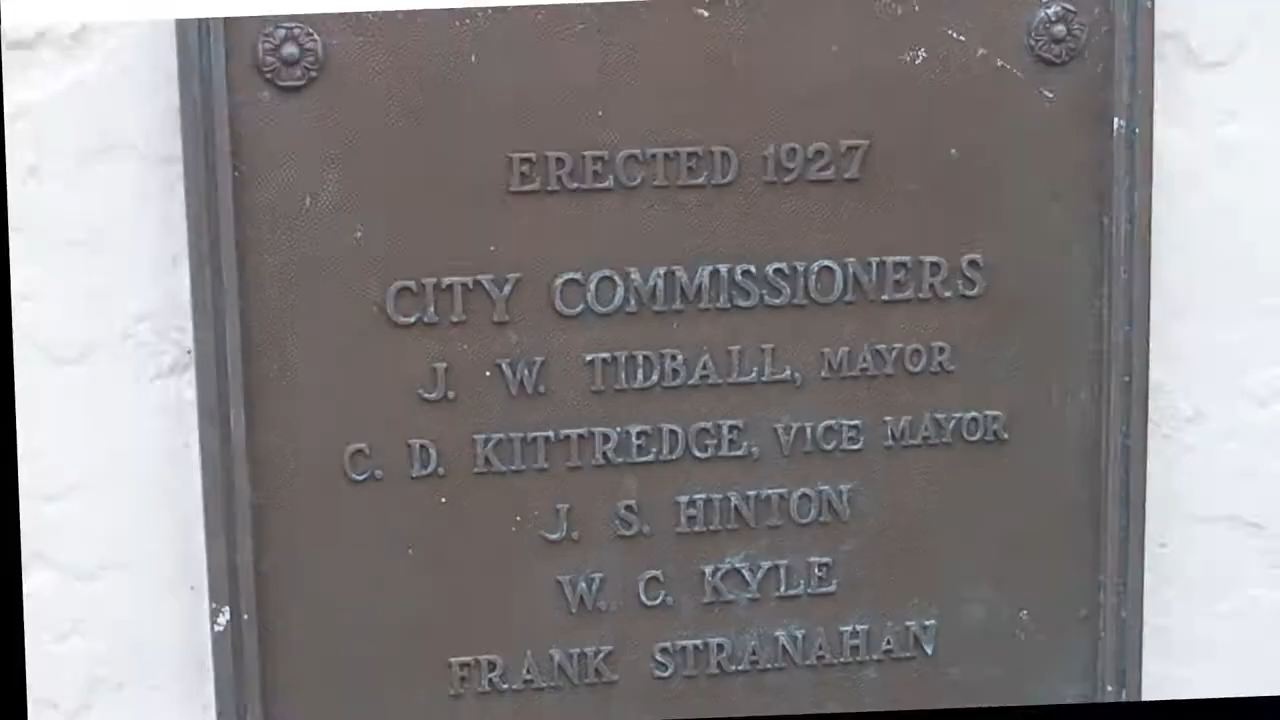 ERECTED 1927
CITY COMMISSIONERS
J. W. TIDBALL, MAYOR
C. D. KITTREDGE, VICE MAYOR
J. S. HINTON
W. C. KYLE
FRANK STRANAHAN